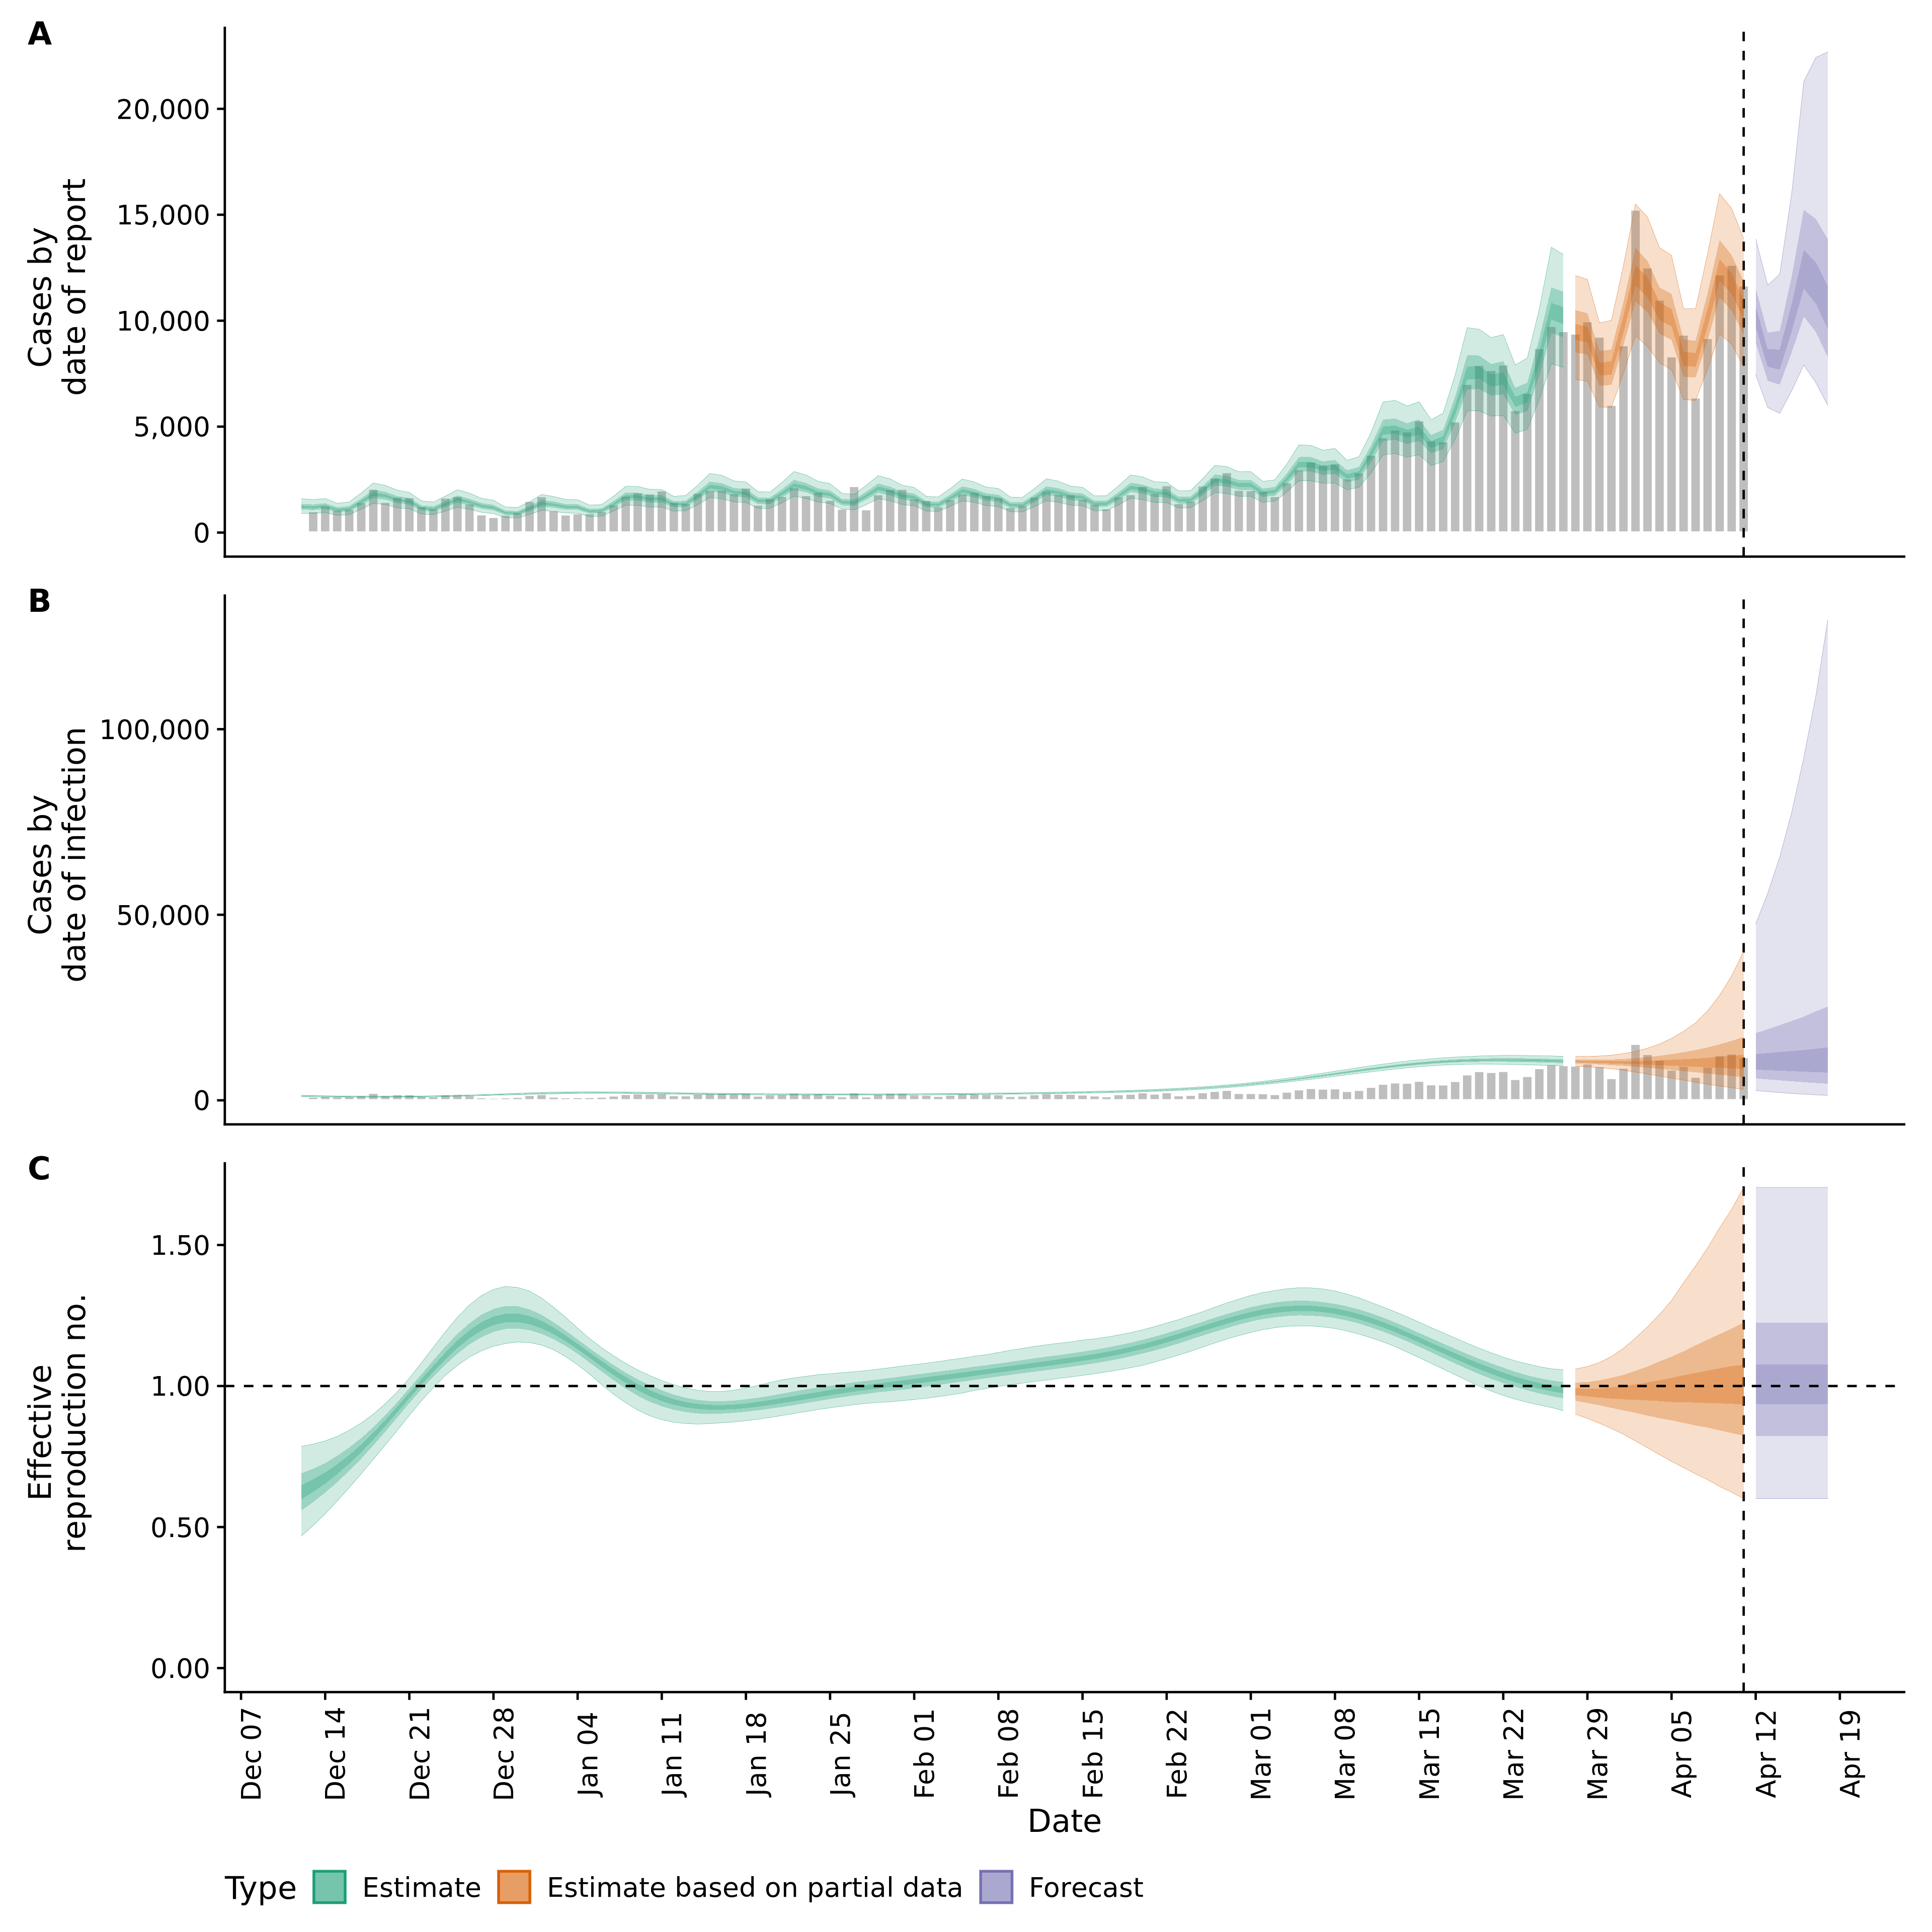 A
Cases by
date of report
20,000
15,000
10,000
5,000
0
B
Cases by
date of infection
100,000
50,000
0
C
Effective
reproduction no.
1.50
1.00
0.50
0.00
Dec 07
Dec 14
Dec 21
Dec 28
Jan 04
Jan 11
Jan 18
Jan 25
Feb 01
Feb 08
Feb 15
Feb 22
Mar 01
Mar 08
Mar 15
Mar 22
Mar 29
Apr 05
Apr 12
Apr 19
Date
Type Estimate Estimate based on partial data Forecast